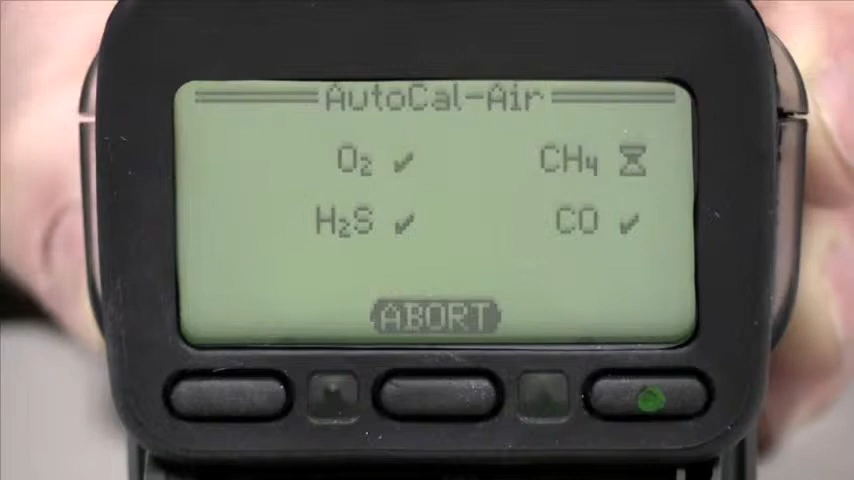 AutoCal-Air
O₂ ✔ CH₄
H₂S ✔ CO ✔
ABORT